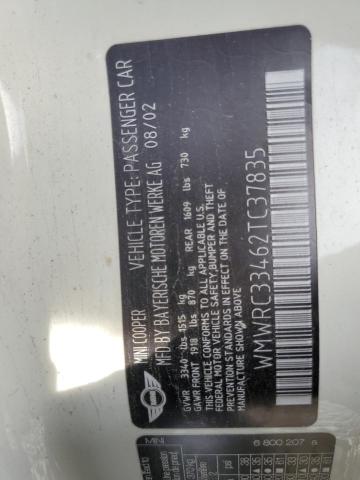 MINI COOPER
VEHICLE TYPE: PASSENGER CAR
MFD BY BAYERISCHE MOTOREN WERKE AG 08/02
GVWR 3340 lbs 1515 kg
GAWR FRONT 1918 lbs 870 kg REAR 1609 lbs 730 kg
THIS VEHICLE CONFORMS TO ALL APPLICABLE U.S.
FEDERAL MOTOR VEHICLE SAFETY, BUMPER AND THEFT
PREVENTION STANDARDS IN EFFECT ON THE DATE OF
MANUFACTURE SHOWN ABOVE
WMWRC33462TC37835
MINI
MINI 6 800 207
psi